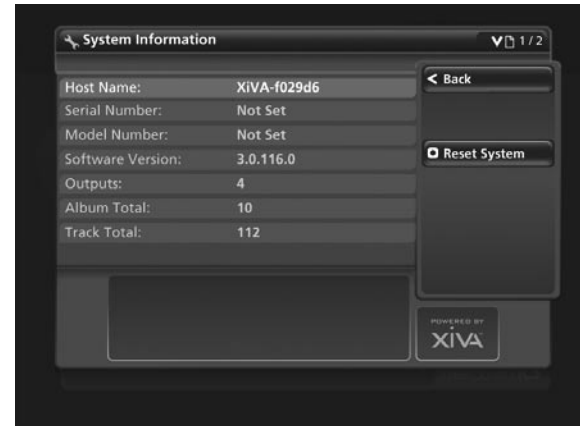 System Information
1/2
Host Name: XiVA-f029d6
Serial Number: Not Set
Model Number: Not Set
Software Version: 3.0.116.0
Outputs: 4
Album Total: 10
Track Total: 112
< Back
Reset System
POWERED BY
XiVA